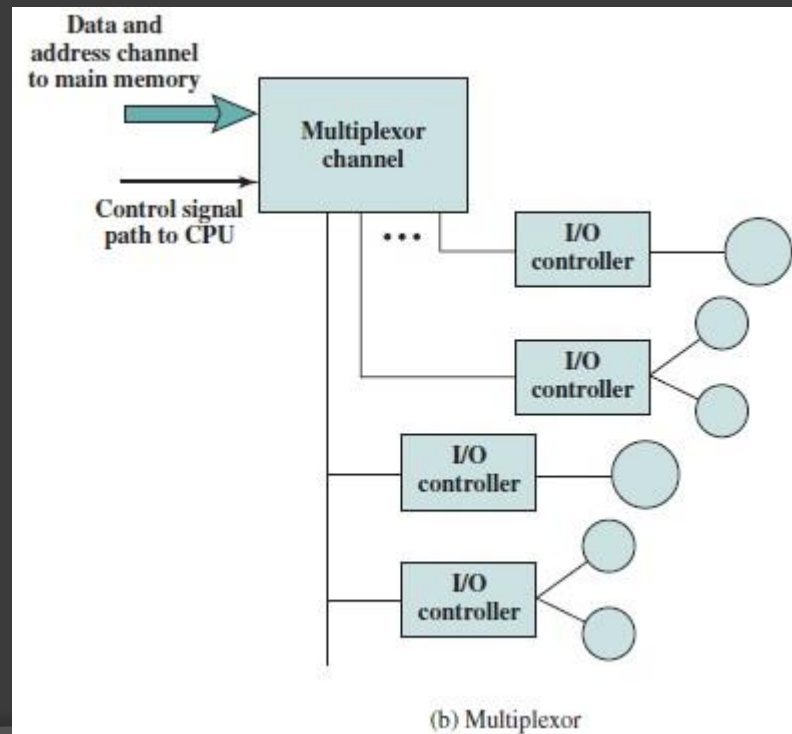 Data and
address channel
to main memory
Multiplexor
channel
Control signal
path to CPU
•••
I/O
controller
I/O
controller
I/O
controller
I/O
controller
(b) Multiplexor